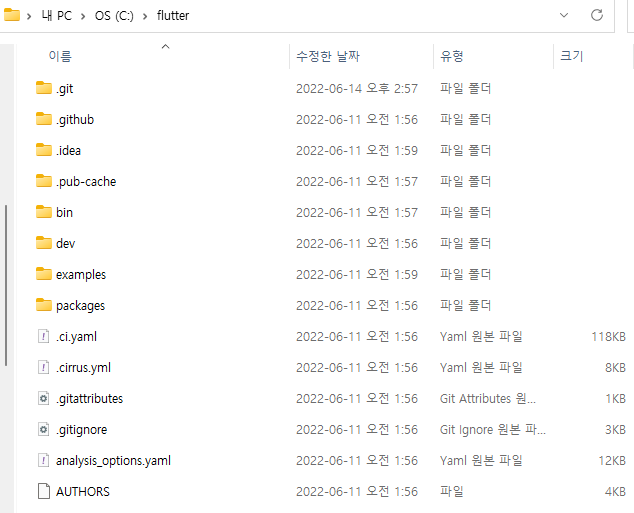 내 PC > OS (C:) > flutter
이름 수정한 날짜 유형 크기
.git 2022-06-14 오후 2:57 파일 폴더
.github 2022-06-11 오전 1:56 파일 폴더
.idea 2022-06-11 오전 1:59 파일 폴더
.pub-cache 2022-06-11 오전 1:57 파일 폴더
bin 2022-06-11 오전 1:57 파일 폴더
dev 2022-06-11 오전 1:56 파일 폴더
examples 2022-06-11 오전 1:59 파일 폴더
packages 2022-06-11 오전 1:56 파일 폴더
.ci.yaml 2022-06-11 오전 1:56 Yaml 원본 파일 118KB
.cirrus.yml 2022-06-11 오전 1:56 Yaml 원본 파일 8KB
.gitattributes 2022-06-11 오전 1:56 Git Attributes 원... 1KB
.gitignore 2022-06-11 오전 1:56 Git Ignore 원본 파... 3KB
analysis_options.yaml 2022-06-11 오전 1:56 Yaml 원본 파일 12KB
AUTHORS 2022-06-11 오전 1:56 파일 4KB